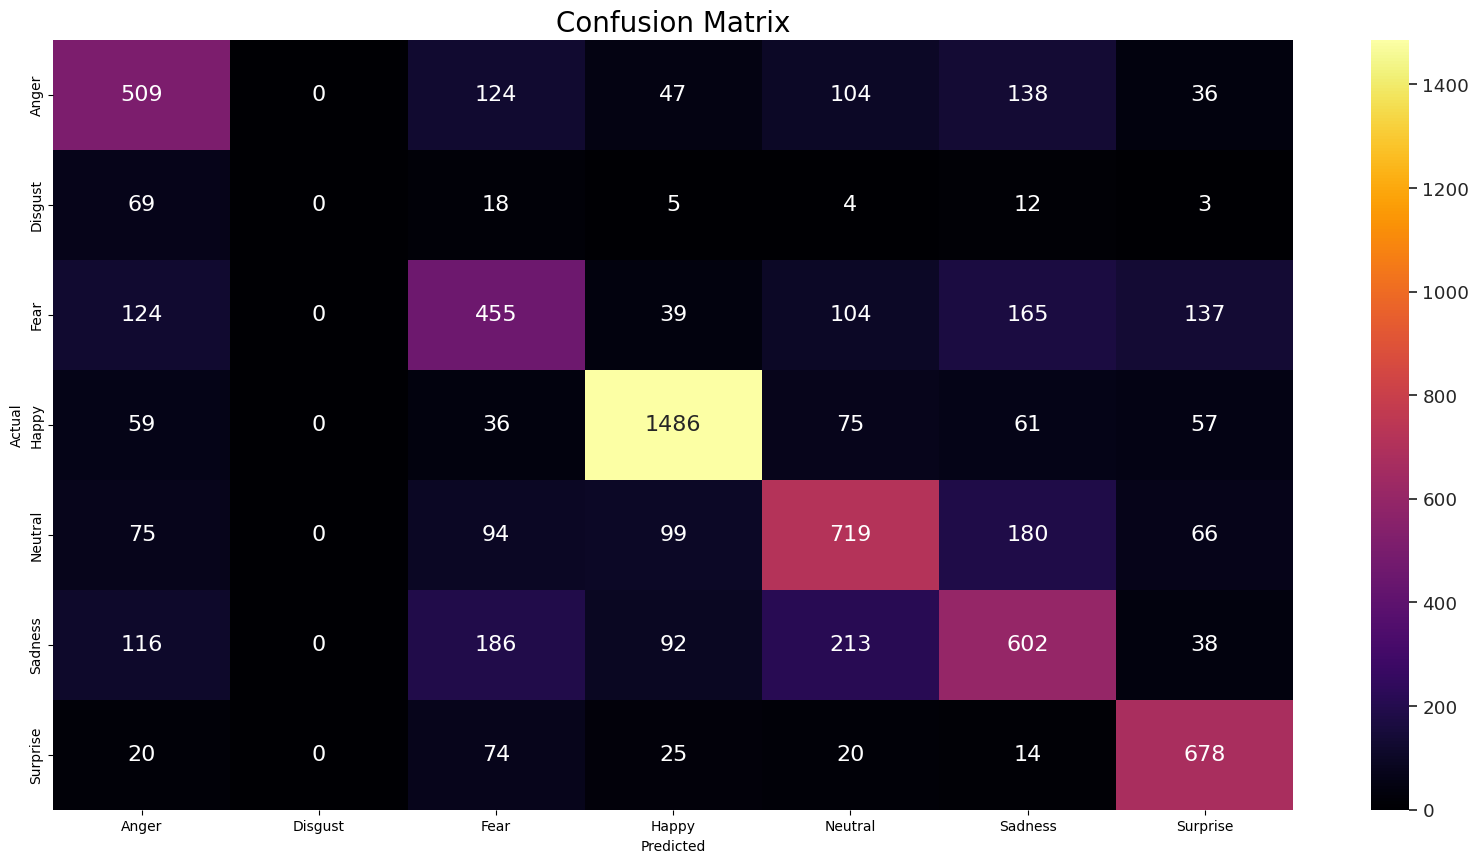 Confusion Matrix
Anger 509 0 124 47 104 138 36
Disgust 69 0 18 5 4 12 3
Fear 124 0 455 39 104 165 137
Happy 59 0 36 1486 75 61 57
Neutral 75 0 94 99 719 180 66
Sadness 116 0 186 92 213 602 38
Surprise 20 0 74 25 20 14 678
Actual
Anger Disgust Fear Happy Neutral Sadness Surprise
Predicted
1400
1200
1000
800
600
400
200
0